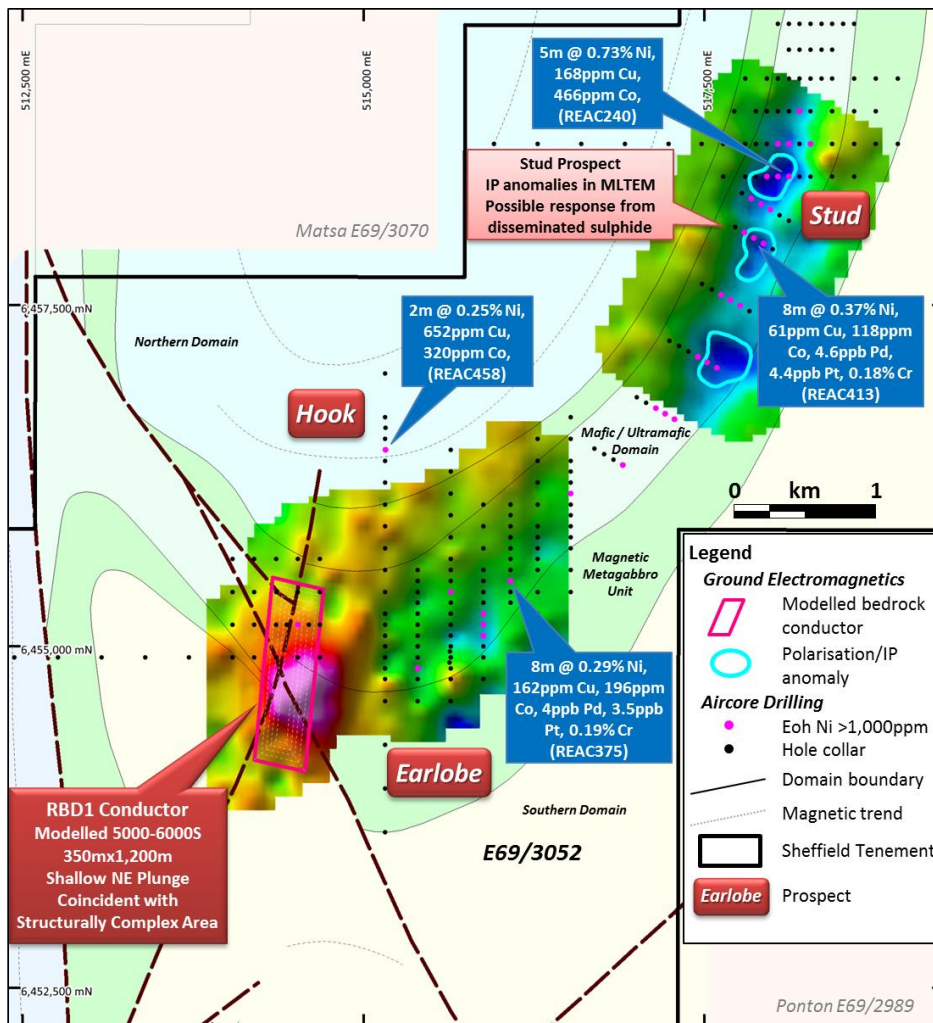 512,500 mE
515,000 mE
517,500 mE
5m @ 0.73% Ni,
168ppm Cu,
466ppm Co,
(REAC240)
Stud Prospect
IP anomalies in MLTEM
Possible response from
disseminated sulphide
Stud
Matsa E69/3070
6,457,500 mN
Northern Domain
2m @ 0.25% Ni,
652ppm Cu,
320ppm Co,
(REAC458)
8m @ 0.37% Ni,
61ppm Cu, 118ppm
Co, 4.6ppb Pd,
4.4ppb Pt, 0.18% Cr
(REAC413)
Hook
Mafic / Ultramafic
Domain
0 km 1
Magnetic
Metagabbro
Unit
6,455,000 mN
8m @ 0.29% Ni,
162ppm Cu, 196ppm
Co, 4ppb Pd, 3.5ppb
Pt, 0.19% Cr
(REAC375)
Earlobe
RBD1 Conductor
Modelled 5000-6000S
350mx1,200m
Shallow NE Plunge
Coincident with
Structurally Complex Area
Southern Domain
E69/3052
6,452,500 mN
Legend
Ground Electromagnetics
Modelled bedrock
conductor
Polarisation/IP
anomaly
Aircore Drilling
Eoh Ni >1,000ppm
Hole collar
Domain boundary
Magnetic trend
Sheffield Tenement
Earlobe Prospect
Ponton E69/2989